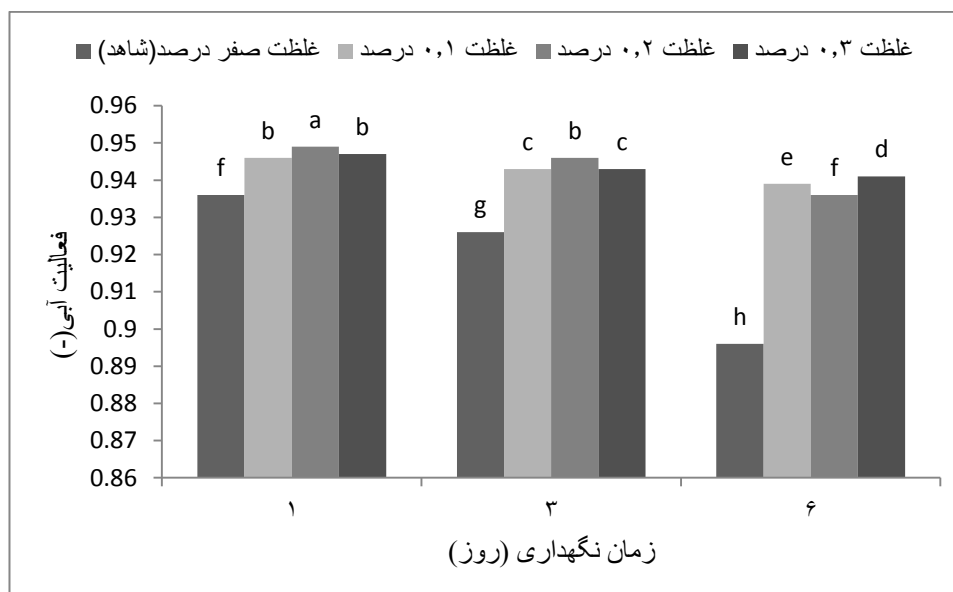 غلظت صفر درصد(شاهد) غلظت ۰٫۱ درصد غلظت ۰٫۲ درصد غلظت ۰٫۳ درصد
0.96
0.95
0.94
0.93
0.92
0.91
0.9
0.89
0.88
0.87
0.86
فعالیت آبی(-)
f b a b
g c b c
h e f d
۱ ۳ ۶
زمان نگهداری (روز)